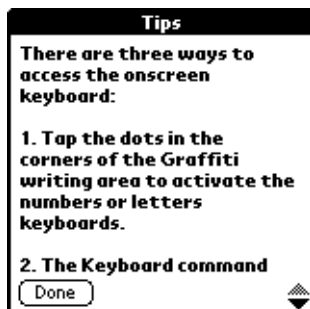 Tips
There are three ways to
access the onscreen
keyboard:
1. Tap the dots in the
corners of the Graffiti
writing area to activate the
numbers or letters
keyboards.
2. The Keyboard command
Done